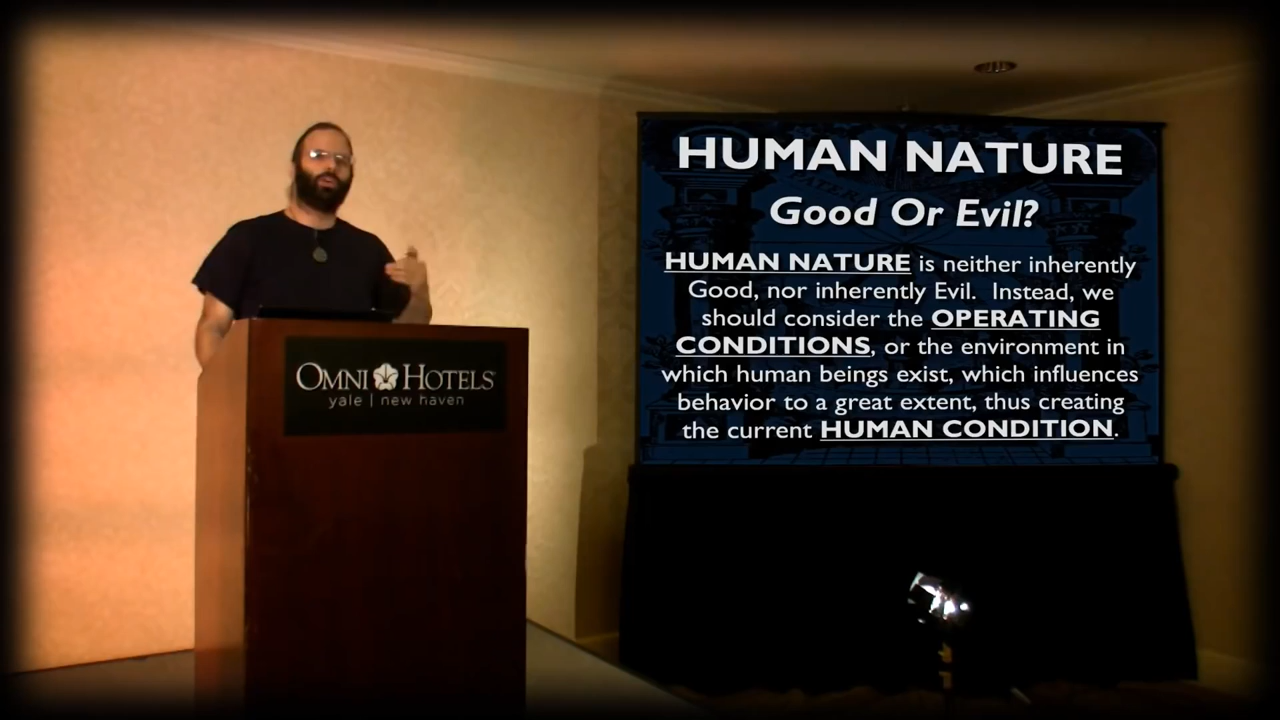 HUMAN NATURE
Good Or Evil?
HUMAN NATURE is neither inherently
Good, nor inherently Evil. Instead, we
should consider the OPERATING
CONDITIONS, or the environment in
which human beings exist, which influences
behavior to a great extent, thus creating
the current HUMAN CONDITION.
OMNI HOTELS
yale | new haven